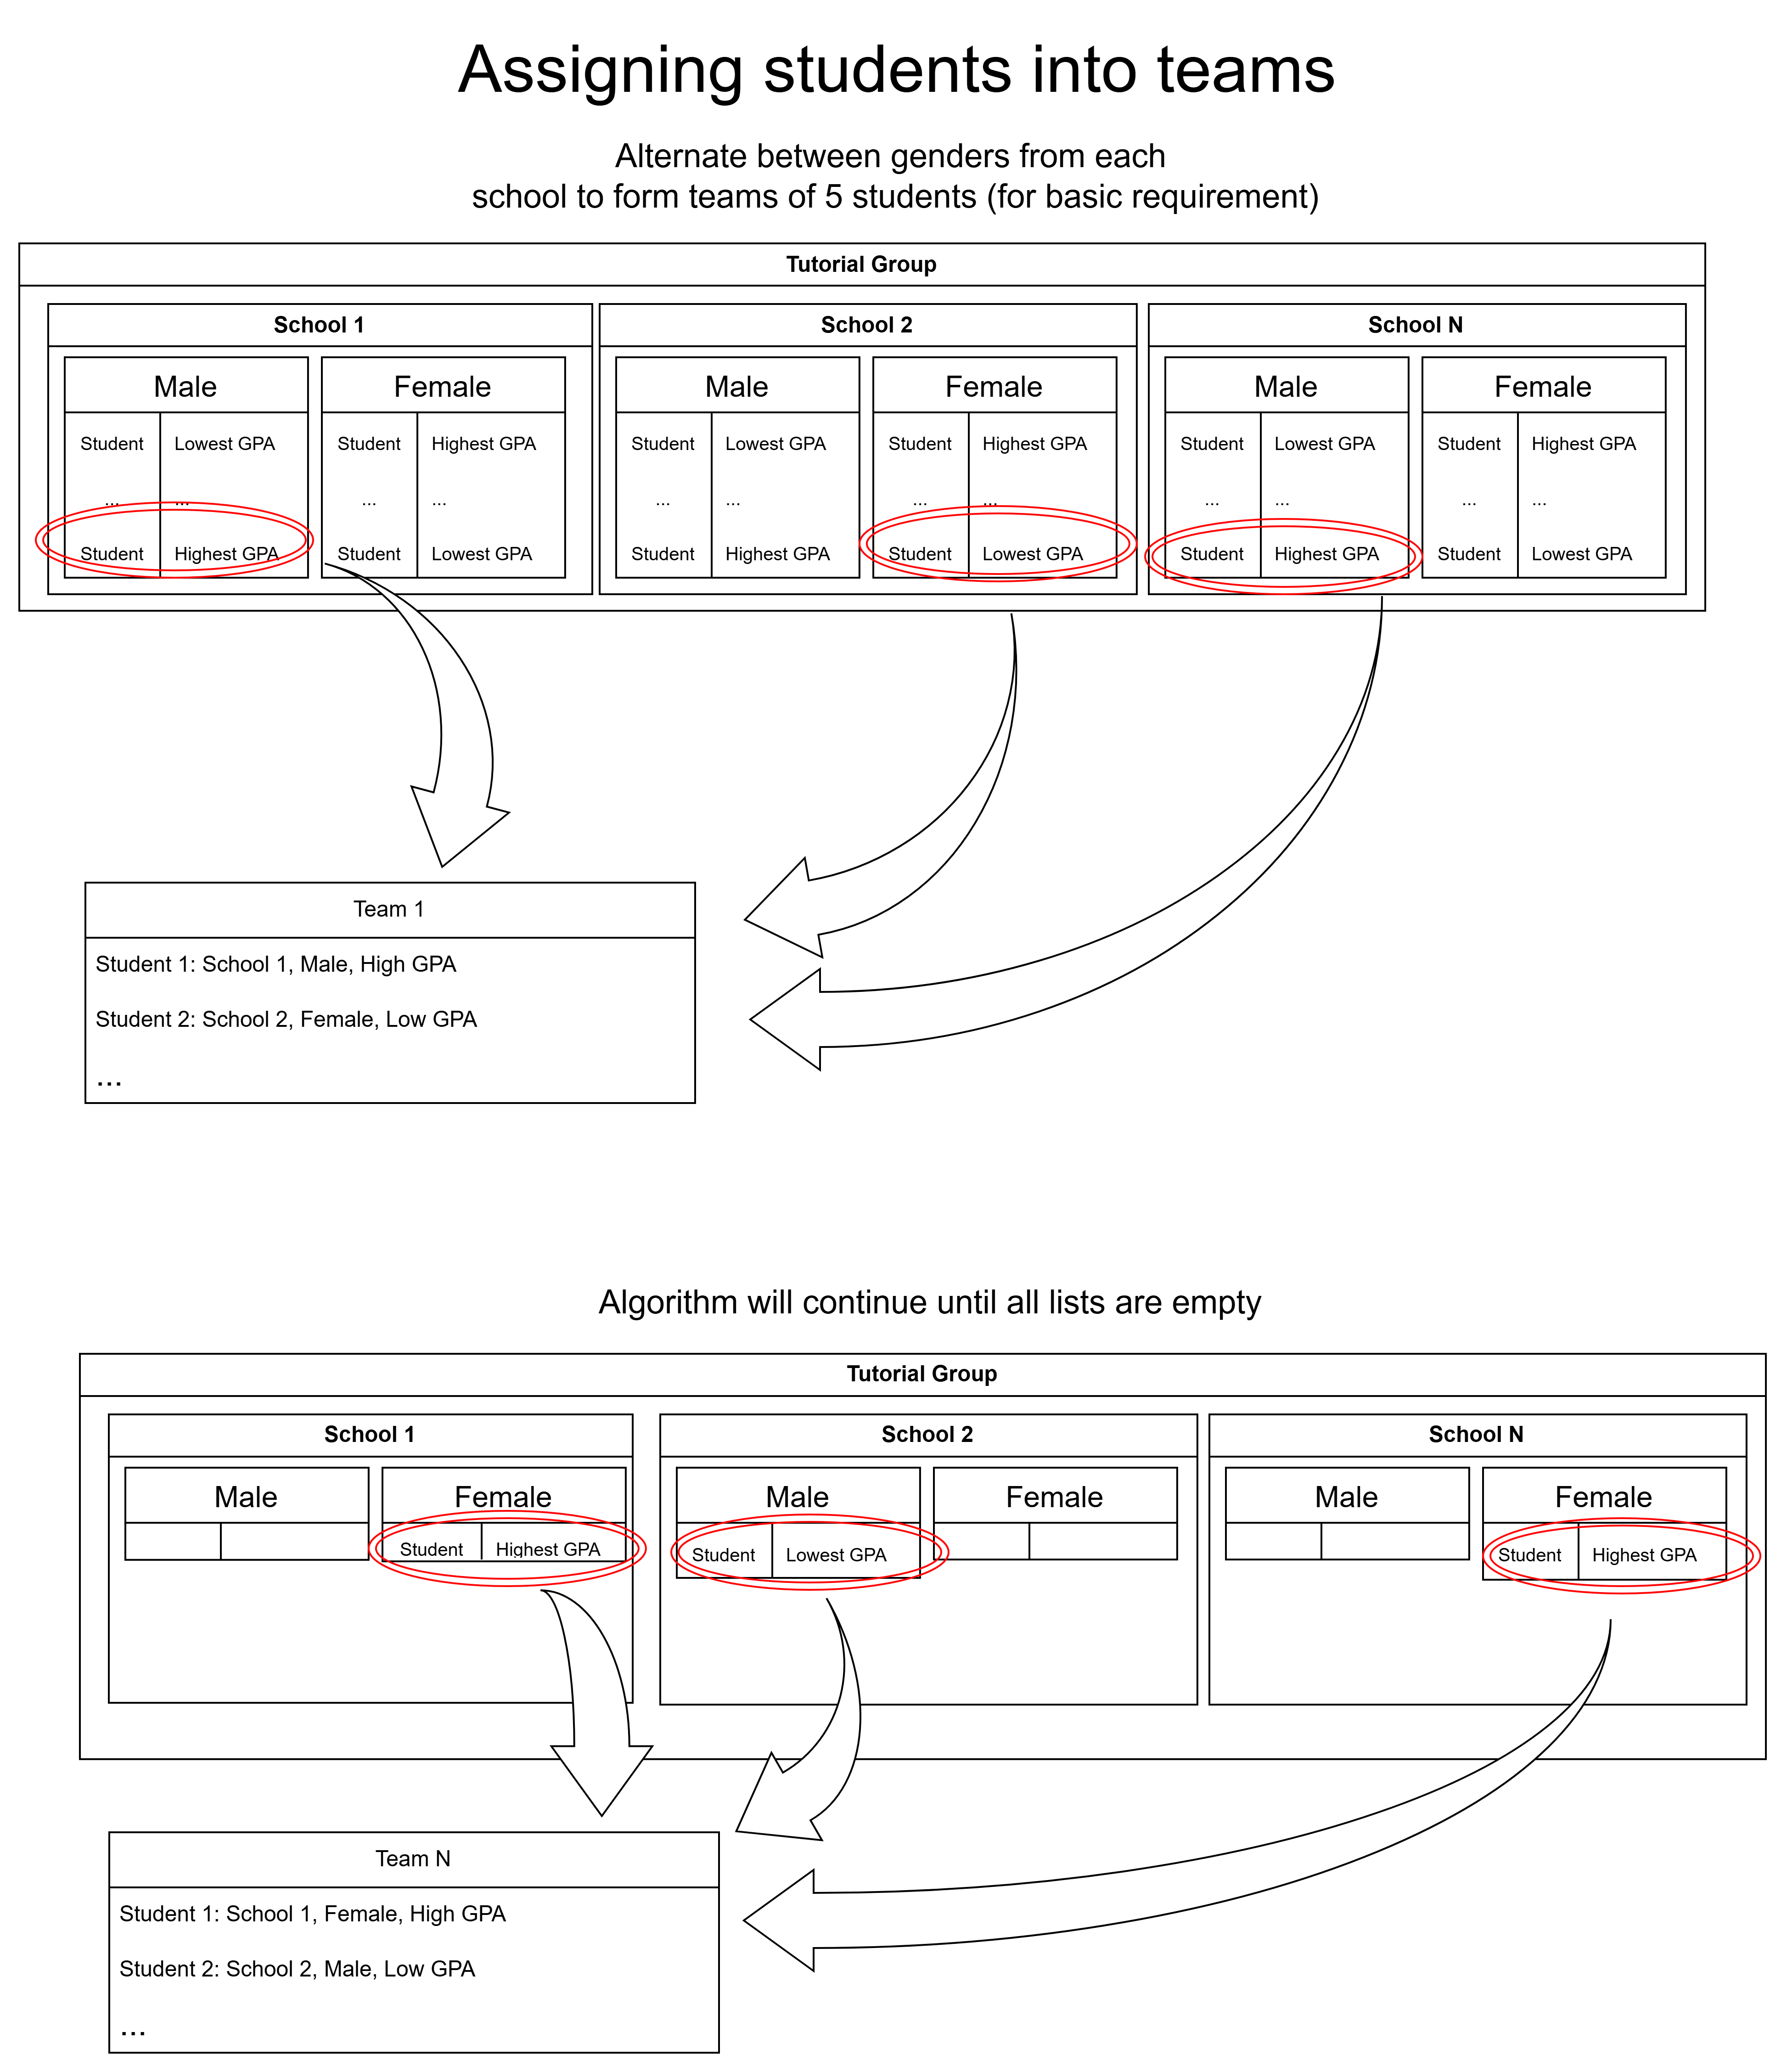 Assigning students into teams
Alternate between genders from each
school to form teams of 5 students (for basic requirement)
Tutorial Group
School 1
School 2
School N
Male
Female
Male
Female
Male
Female
Student Lowest GPA
Student Highest GPA
Student Lowest GPA
Student Highest GPA
Student Lowest GPA
Student Highest GPA
... ...
... ...
... ...
... ...
... ...
... ...
Student Highest GPA
Student Lowest GPA
Student Highest GPA
Student Lowest GPA
Student Highest GPA
Student Lowest GPA
Team 1
Student 1: School 1, Male, High GPA
Student 2: School 2, Female, Low GPA
...
Algorithm will continue until all lists are empty
Tutorial Group
School 1
School 2
School N
Male
Female
Male
Female
Male
Female
Student Highest GPA
Student Lowest GPA
Student Highest GPA
Team N
Student 1: School 1, Female, High GPA
Student 2: School 2, Male, Low GPA
...